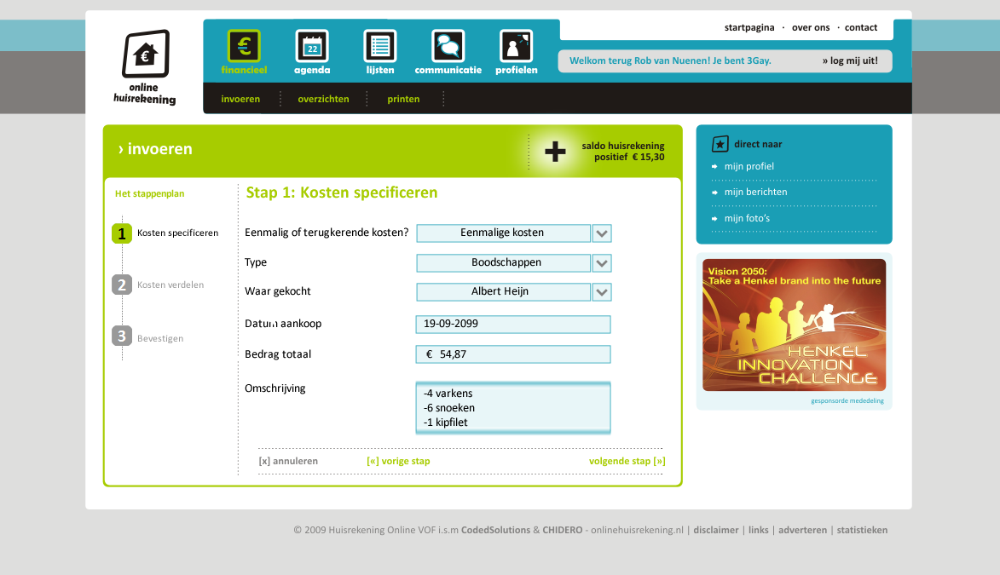 startpagina · over ons · contact
€
22
financieel agenda lijsten communicatie profielen
Welkom terug Rob van Nuenen! Je bent 3Gay. » log mij uit!
€
online
huisrekening
invoeren overzichten printen
› invoeren
saldo huisrekening
positief € 15,30
direct naar
mijn profiel
mijn berichten
mijn foto's
Het stappenplan
1 Kosten specificeren
2 Kosten verdelen
3 Bevestigen
Stap 1: Kosten specificeren
Eenmalig of terugkerende kosten? Eenmalige kosten
Type Boodschappen
Waar gekocht Albert Heijn
Datum aankoop 19-09-2099
Bedrag totaal € 54,87
Omschrijving
-4 varkens
-6 snoeken
-1 kipfilet
[x] annuleren [«] vorige stap volgende stap [»]
Vision 2050:
Take a Henkel brand into the future
HENKEL
INNOVATION
CHALLENGE
gesponsorde mededeling
© 2009 Huisrekening Online VOF i.s.m CodedSolutions & CHIDERO - onlinehuisrekening.nl | disclaimer | links | adverteren | statistieken